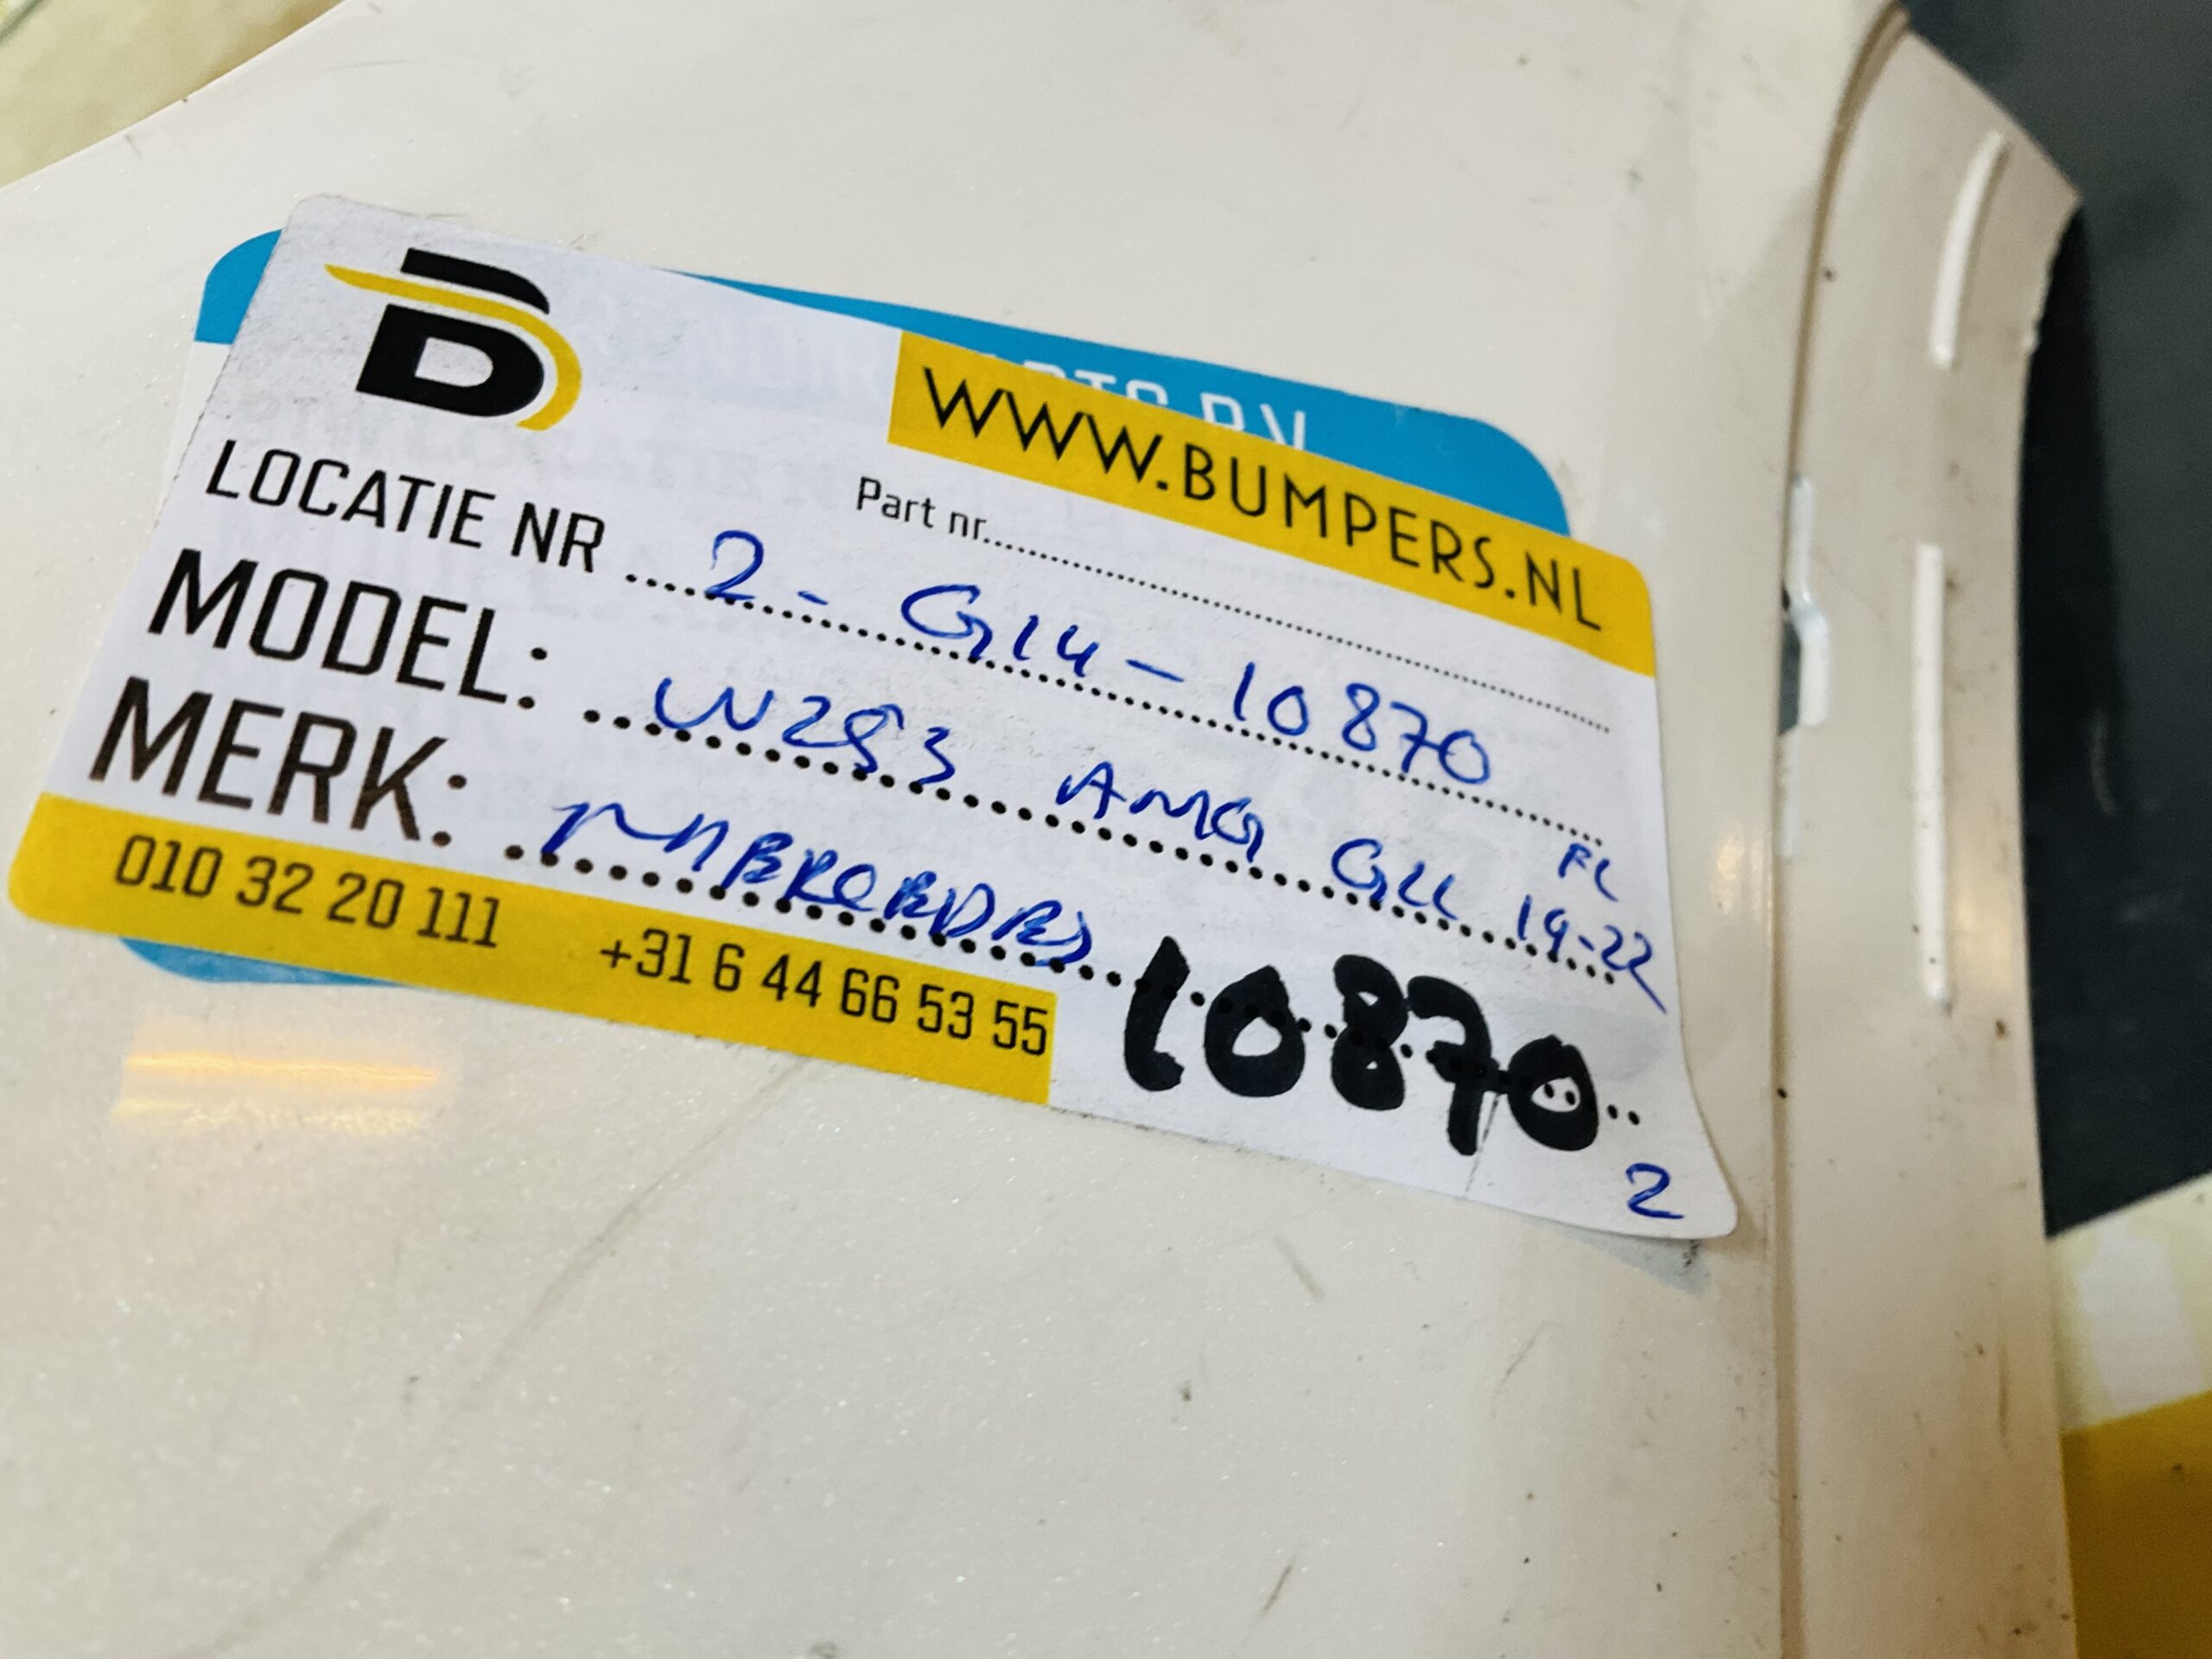 B
WWW.BUMPERS.NL
Part nr.
LOCATIE NR 2 - G14 - 10870
MODEL: W253 AMG GLC FL 19-22
MERK:
10870
010 32 20 111 +31 6 44 66 53 55
2